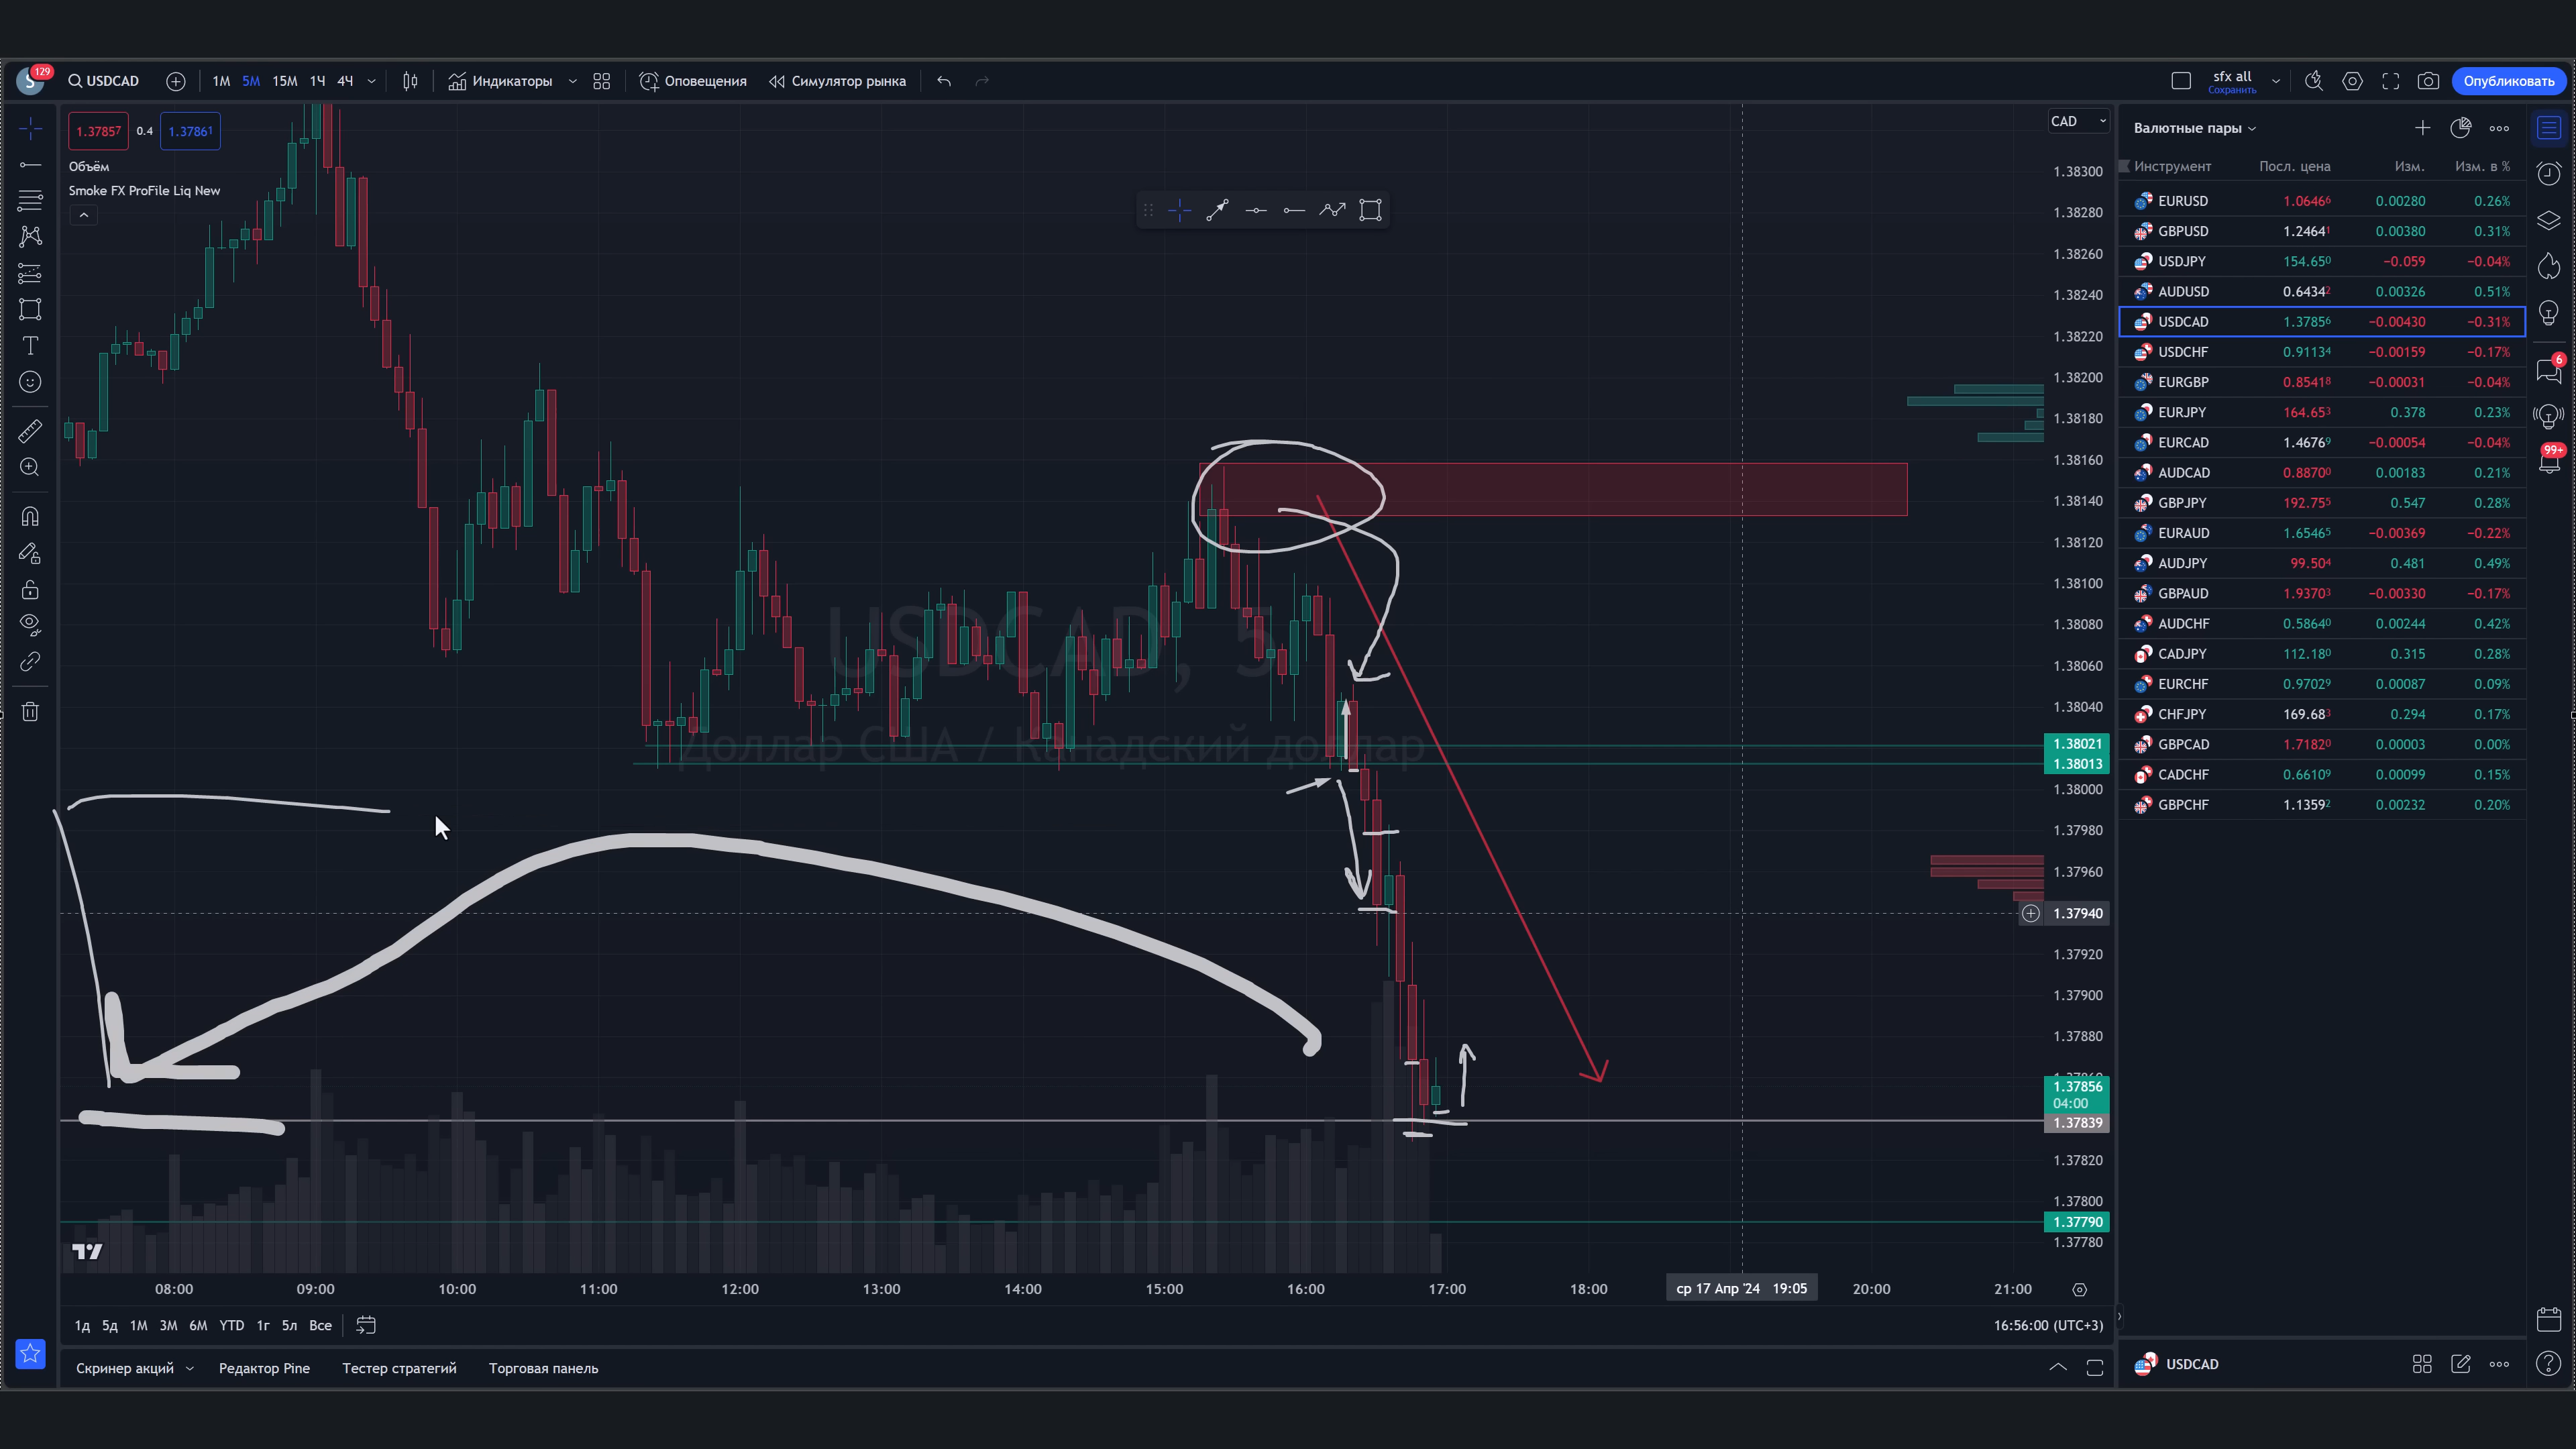 129
S
USDCAD
1М 5М 15М 1Ч 4Ч
Индикаторы
Оповещения
Симулятор рынка
sfx all
Сохранить
Опубликовать
1.37857 0.4 1.37861
Объём
Smoke FX ProFile Liq New
USDCAD, 5
Доллар США / Канадский доллар
CAD
1.38300
1.38280
1.38260
1.38240
1.38220
1.38200
1.38180
1.38160
1.38140
1.38120
1.38100
1.38080
1.38060
1.38040
1.38021
1.38013
1.38000
1.37980
1.37960
1.37940
1.37920
1.37900
1.37880
1.37856
04:00
1.37839
1.37820
1.37800
1.37790
1.37780
08:00 09:00 10:00 11:00 12:00 13:00 14:00 15:00 16:00 17:00 18:00 ср 17 Апр '24 19:05 20:00 21:00
1д 5д 1М 3М 6М YTD 1г 5л Все
16:56:00 (UTC+3)
Скринер акций Редактор Pine Тестер стратегий Торговая панель
Валютные пары
Инструмент Посл. цена Изм. Изм. в %
EURUSD 1.06466 0.00280 0.26%
GBPUSD 1.24641 0.00380 0.31%
USDJPY 154.650 −0.059 −0.04%
AUDUSD 0.64342 0.00326 0.51%
USDCAD 1.37856 −0.00430 −0.31%
USDCHF 0.91134 −0.00159 −0.17%
EURGBP 0.85418 −0.00031 −0.04%
EURJPY 164.653 0.378 0.23%
EURCAD 1.46769 −0.00054 −0.04%
AUDCAD 0.88700 0.00183 0.21%
GBPJPY 192.755 0.547 0.28%
EURAUD 1.65465 −0.00369 −0.22%
AUDJPY 99.504 0.481 0.49%
GBPAUD 1.93703 −0.00330 −0.17%
AUDCHF 0.58640 0.00244 0.42%
CADJPY 112.180 0.315 0.28%
EURCHF 0.97029 0.00087 0.09%
CHFJPY 169.683 0.294 0.17%
GBPCAD 1.71820 0.00003 0.00%
CADCHF 0.66109 0.00099 0.15%
GBPCHF 1.13592 0.00232 0.20%
USDCAD
6
99+